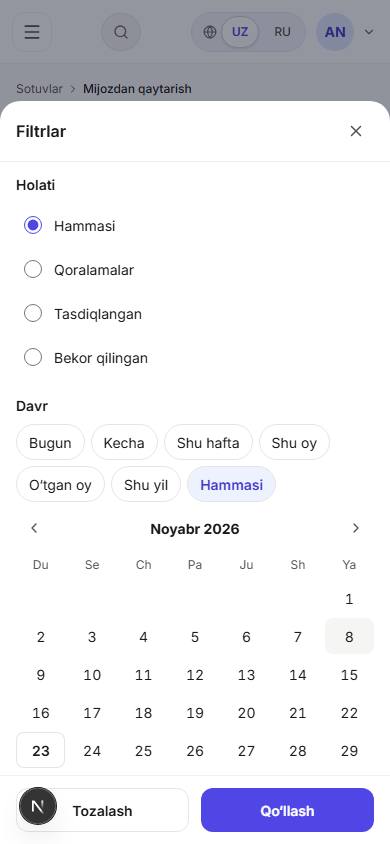 UZ RU AN
Sotuvlar > Mijozdan qaytarish
Filtrlar
Holati
Hammasi
Qoralamalar
Tasdiqlangan
Bekor qilingan
Davr
Bugun Kecha Shu hafta Shu oy
Oʻtgan oy Shu yil Hammasi
Noyabr 2026
Du Se Ch Pa Ju Sh Ya
1
2 3 4 5 6 7 8
9 10 11 12 13 14 15
16 17 18 19 20 21 22
23 24 25 26 27 28 29
N Tozalash Qoʻllash